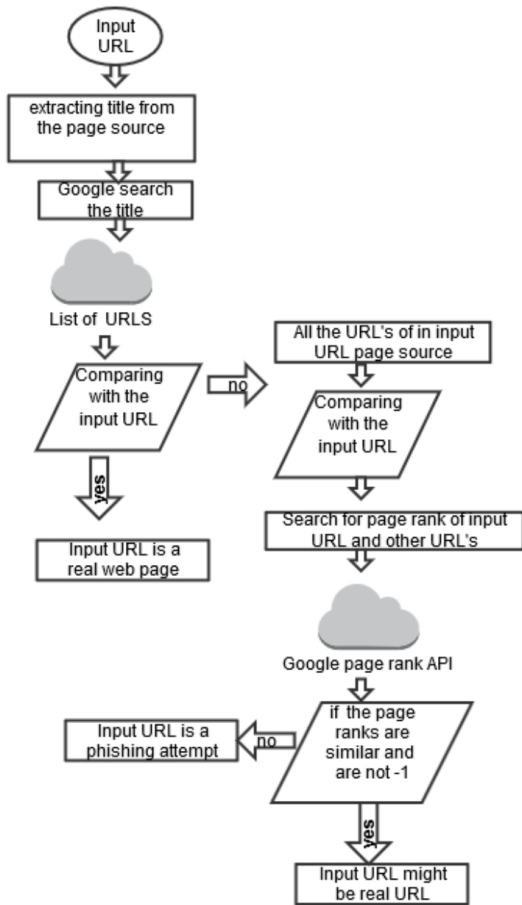 Input
URL
extracting title from
the page source
Google search
the title
List of URLS
Comparing
with the
input URL
no
yes
Input URL is a
real web page
All the URL's of in input
URL page source
Comparing
with the
input URL
Search for page rank of input
URL and other URL's
Google page rank API
if the page
ranks are
similar and
are not -1
no
Input URL is a
phishing attempt
yes
Input URL might
be real URL